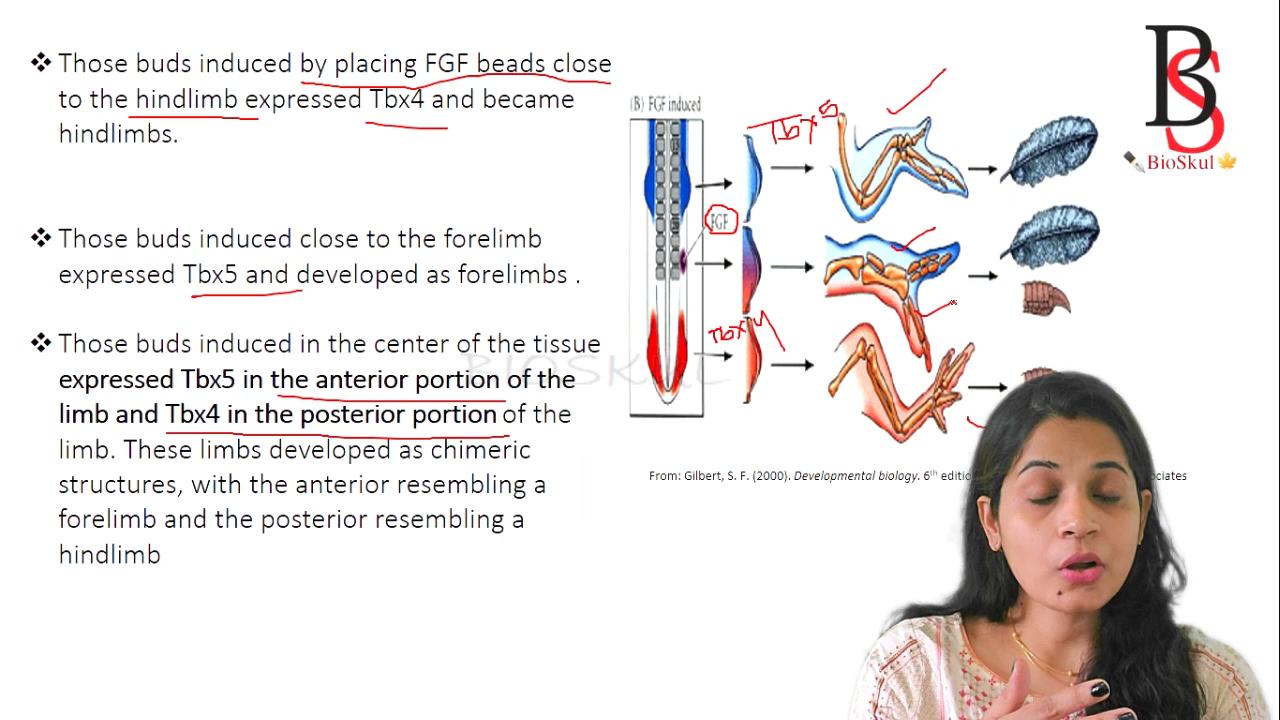 ❖ Those buds induced by placing FGF beads close
to the hindlimb expressed Tbx4 and became
hindlimbs.
❖ Those buds induced close to the forelimb
expressed Tbx5 and developed as forelimbs .
❖ Those buds induced in the center of the tissue
expressed Tbx5 in the anterior portion of the
limb and Tbx4 in the posterior portion of the
limb. These limbs developed as chimeric
structures, with the anterior resembling a
forelimb and the posterior resembling a
hindlimb
(B) FGF induced
Tbx5
FGF
Tbx4
BIOSKUL
From: Gilbert, S. F. (2000). Developmental biology. 6th
BS
BioSkul